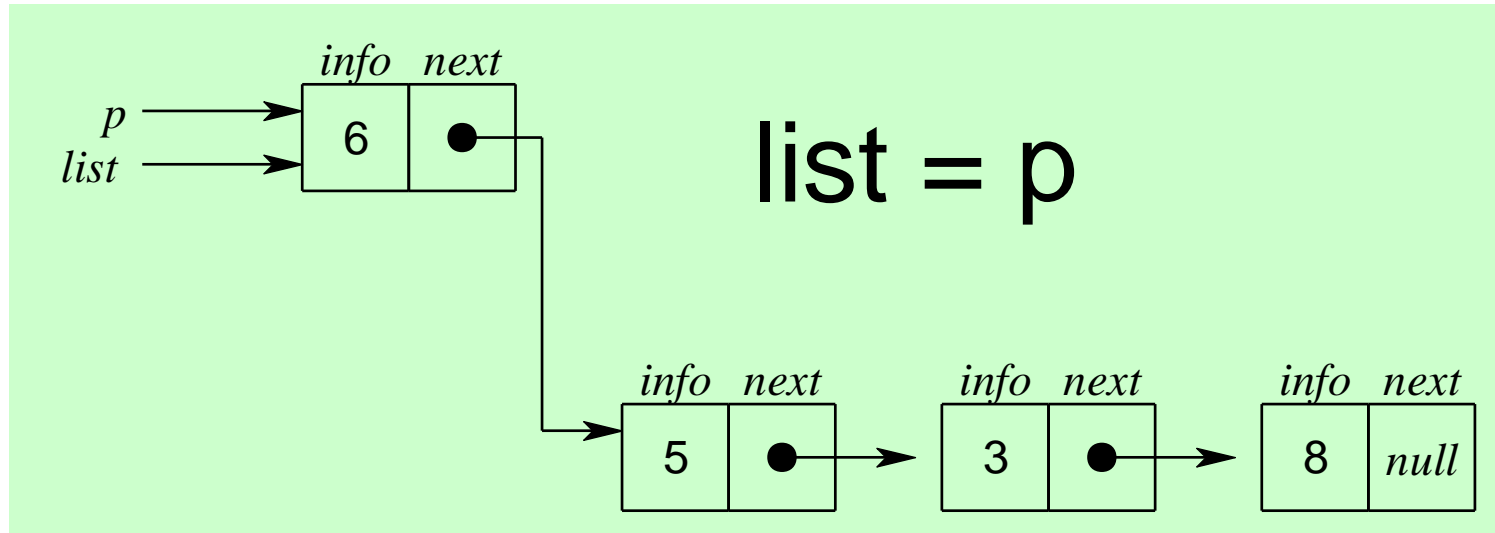 info next
p
list
6
list = p
info next info next info next
5 3 8 null